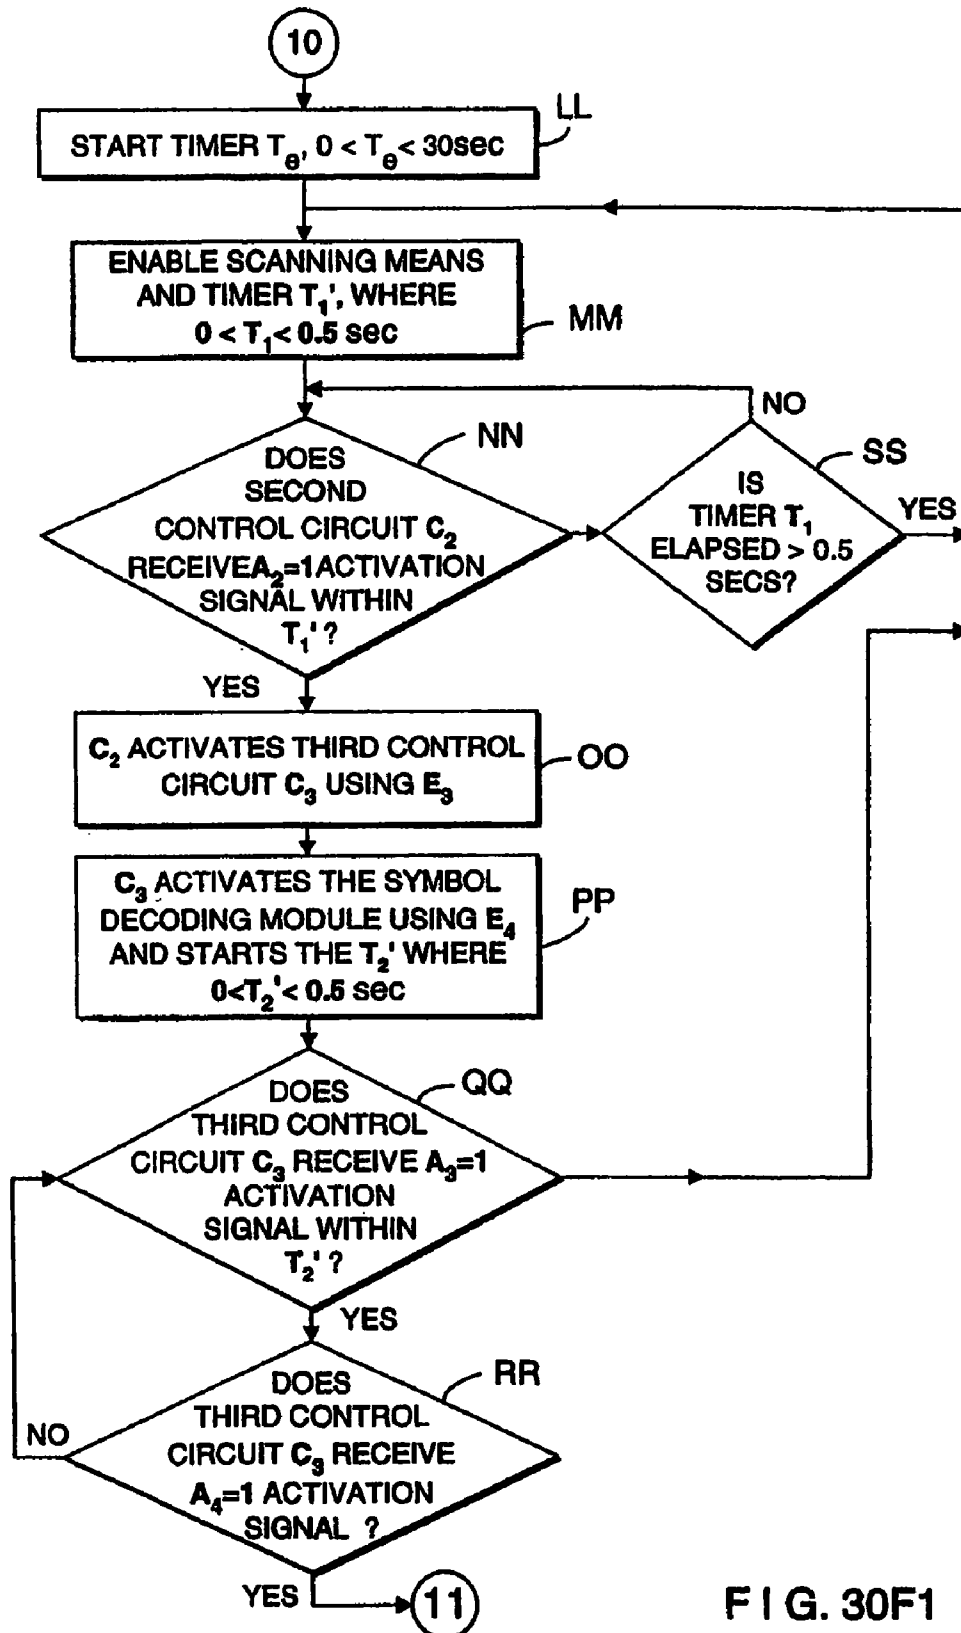 10
START TIMER Te, 0 < Te < 30sec
LL
ENABLE SCANNING MEANS
AND TIMER T1', WHERE
0 < T1 < 0.5 sec
MM
DOES
SECOND
CONTROL CIRCUIT C2
RECEIVEA2=1ACTIVATION
SIGNAL WITHIN
T1' ?
NN
NO
IS
TIMER T1
ELAPSED > 0.5
SECS?
SS
YES
YES
C2 ACTIVATES THIRD CONTROL
CIRCUIT C3 USING E3
OO
C3 ACTIVATES THE SYMBOL
DECODING MODULE USING E4
AND STARTS THE T2' WHERE
0<T2'< 0.5 sec
PP
DOES
THIRD CONTROL
CIRCUIT C3 RECEIVE A3=1
ACTIVATION
SIGNAL WITHIN
T2' ?
QQ
YES
DOES
THIRD CONTROL
CIRCUIT C3 RECEIVE
A4=1 ACTIVATION
SIGNAL ?
RR
NO
YES
11
FIG. 30F1